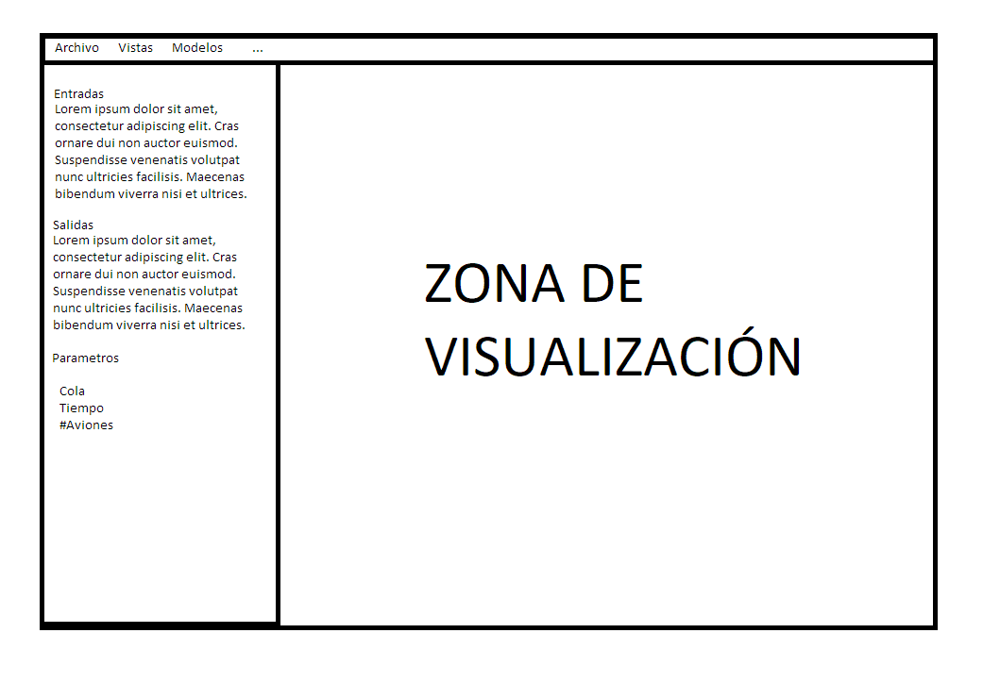 Archivo Vistas Modelos ...
Entradas
Lorem ipsum dolor sit amet,
consectetur adipiscing elit. Cras
ornare dui non auctor euismod.
Suspendisse venenatis volutpat
nunc ultricies facilisis. Maecenas
bibendum viverra nisi et ultrices.
Salidas
Lorem ipsum dolor sit amet,
consectetur adipiscing elit. Cras
ornare dui non auctor euismod.
Suspendisse venenatis volutpat
nunc ultricies facilisis. Maecenas
bibendum viverra nisi et ultrices.
Parametros
Cola
Tiempo
#Aviones
ZONA DE
VISUALIZACIÓN